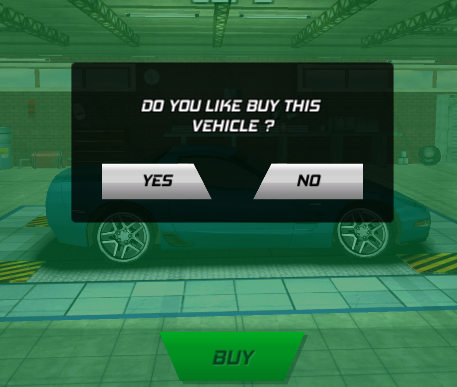 DO YOU LIKE BUY THIS
VEHICLE ?
YES
NO
BUY